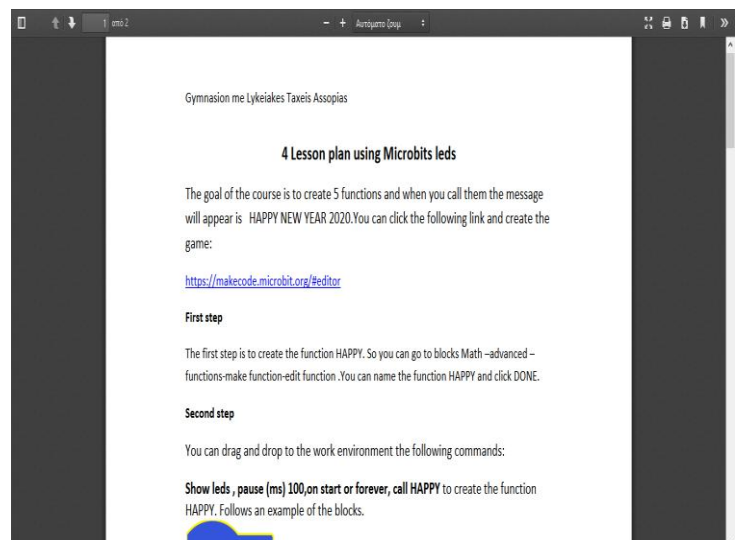 1 από 2
− + Αυτόματο ζουμ
Gymnasion me Lykeiakes Taxeis Assopias
4 Lesson plan using Microbits leds
The goal of the course is to create 5 functions and when you call them the message
will appear is HAPPY NEW YEAR 2020.You can click the following link and create the
game:
https://makecode.microbit.org/#editor
First step
The first step is to create the function HAPPY. So you can go to blocks Math –advanced –
functions-make function-edit function .You can name the function HAPPY and click DONE.
Second step
You can drag and drop to the work environment the following commands:
Show leds , pause (ms) 100,on start or forever, call HAPPY to create the function
HAPPY. Follows an example of the blocks.